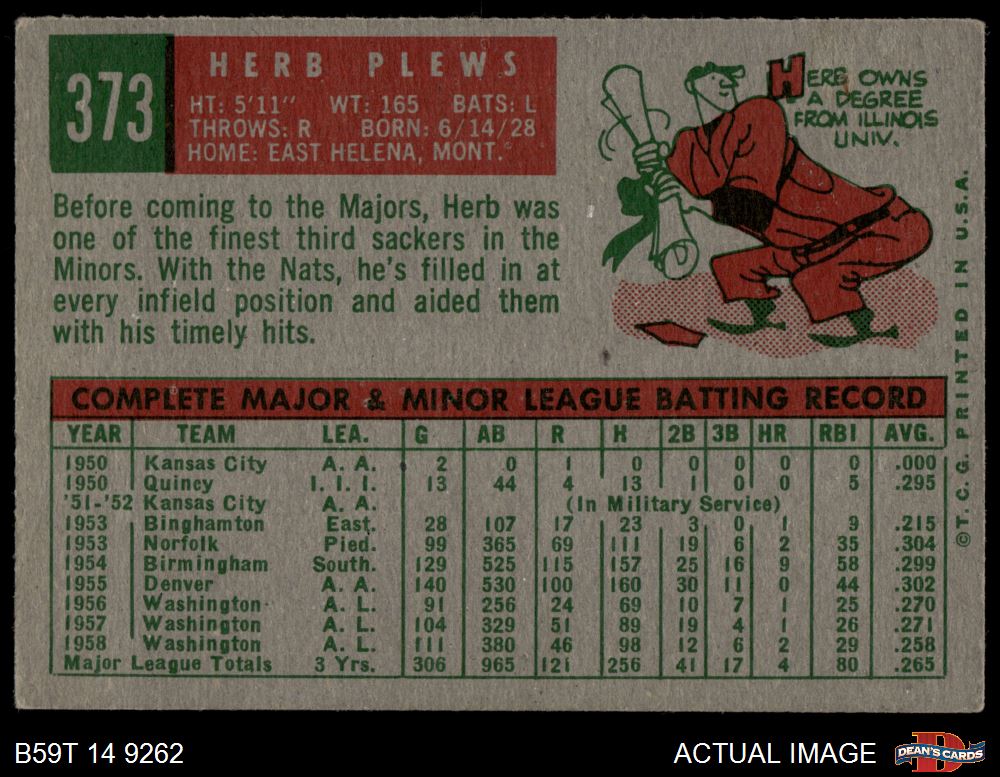 373
HERB PLEWS
HT: 5'11" WT: 165 BATS: L
THROWS: R BORN: 6/14/28
HOME: EAST HELENA, MONT.
HERB OWNS
A DEGREE
FROM ILLINOIS
UNIV.
Before coming to the Majors, Herb was
one of the finest third sackers in the
Minors. With the Nats, he's filled in at
every infield position and aided them
with his timely hits.
COMPLETE MAJOR & MINOR LEAGUE BATTING RECORD
YEAR TEAM LEA. G AB R H 2B 3B HR RBI AVG.
1950 Kansas City A. A. 2 0 1 0 0 0 0 0 .000
1950 Quincy I. I. I. 13 44 4 13 1 0 0 5 .295
'51-'52 Kansas City A. A. (In Military Service)
1953 Binghamton East. 28 107 17 23 3 0 1 9 .215
1953 Norfolk Pied. 99 365 69 111 19 6 2 35 .304
1954 Birmingham South. 129 525 115 157 25 16 9 58 .299
1955 Denver A. A. 140 530 100 160 30 11 0 44 .302
1956 Washington A. L. 91 256 24 69 10 7 1 25 .270
1957 Washington A. L. 104 329 51 89 19 4 1 26 .271
1958 Washington A. L. 111 380 46 98 12 6 2 29 .258
Major League Totals 3 Yrs. 306 965 121 256 41 17 4 80 .265
©T. C. G. PRINTED IN U.S.A.
B59T 14 9262
ACTUAL IMAGE
DEAN'S CARDS